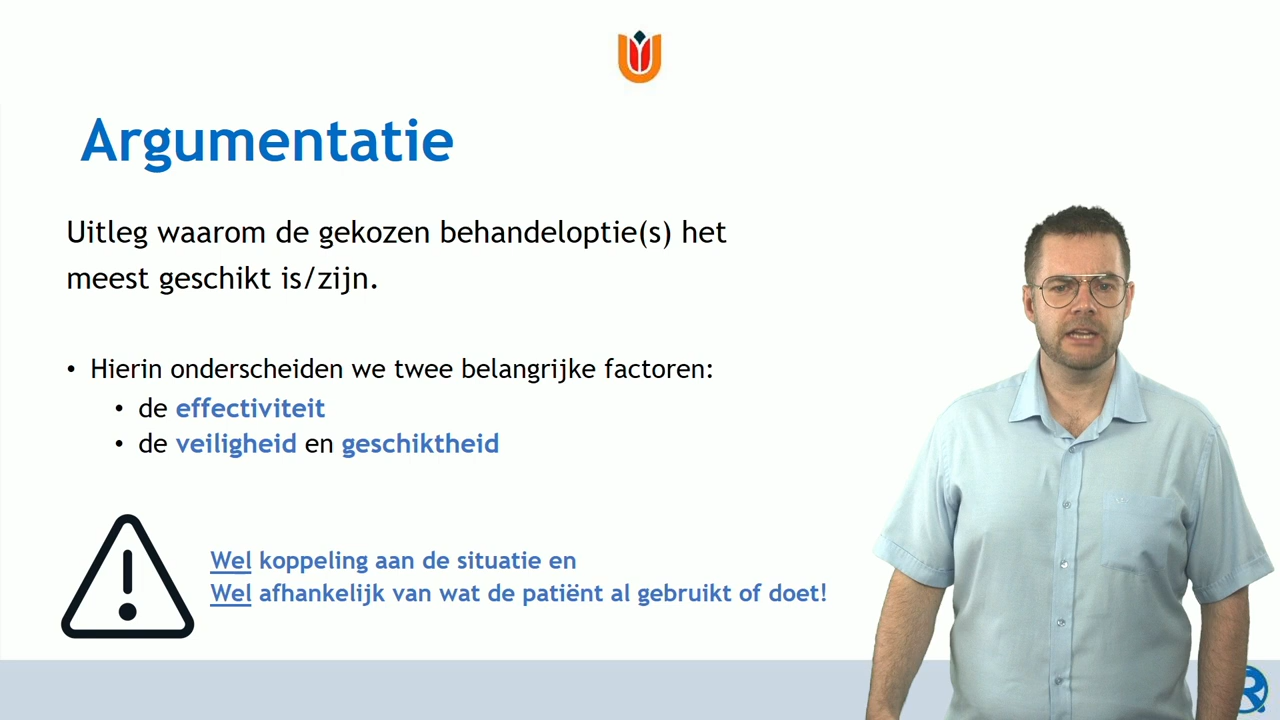 Argumentatie
Uitleg waarom de gekozen behandeloptie(s) het
meest geschikt is/zijn.
• Hierin onderscheiden we twee belangrijke factoren:
• de effectiviteit
• de veiligheid en geschiktheid
Wel koppeling aan de situatie en
Wel afhankelijk van wat de patiënt al gebruikt of doet!